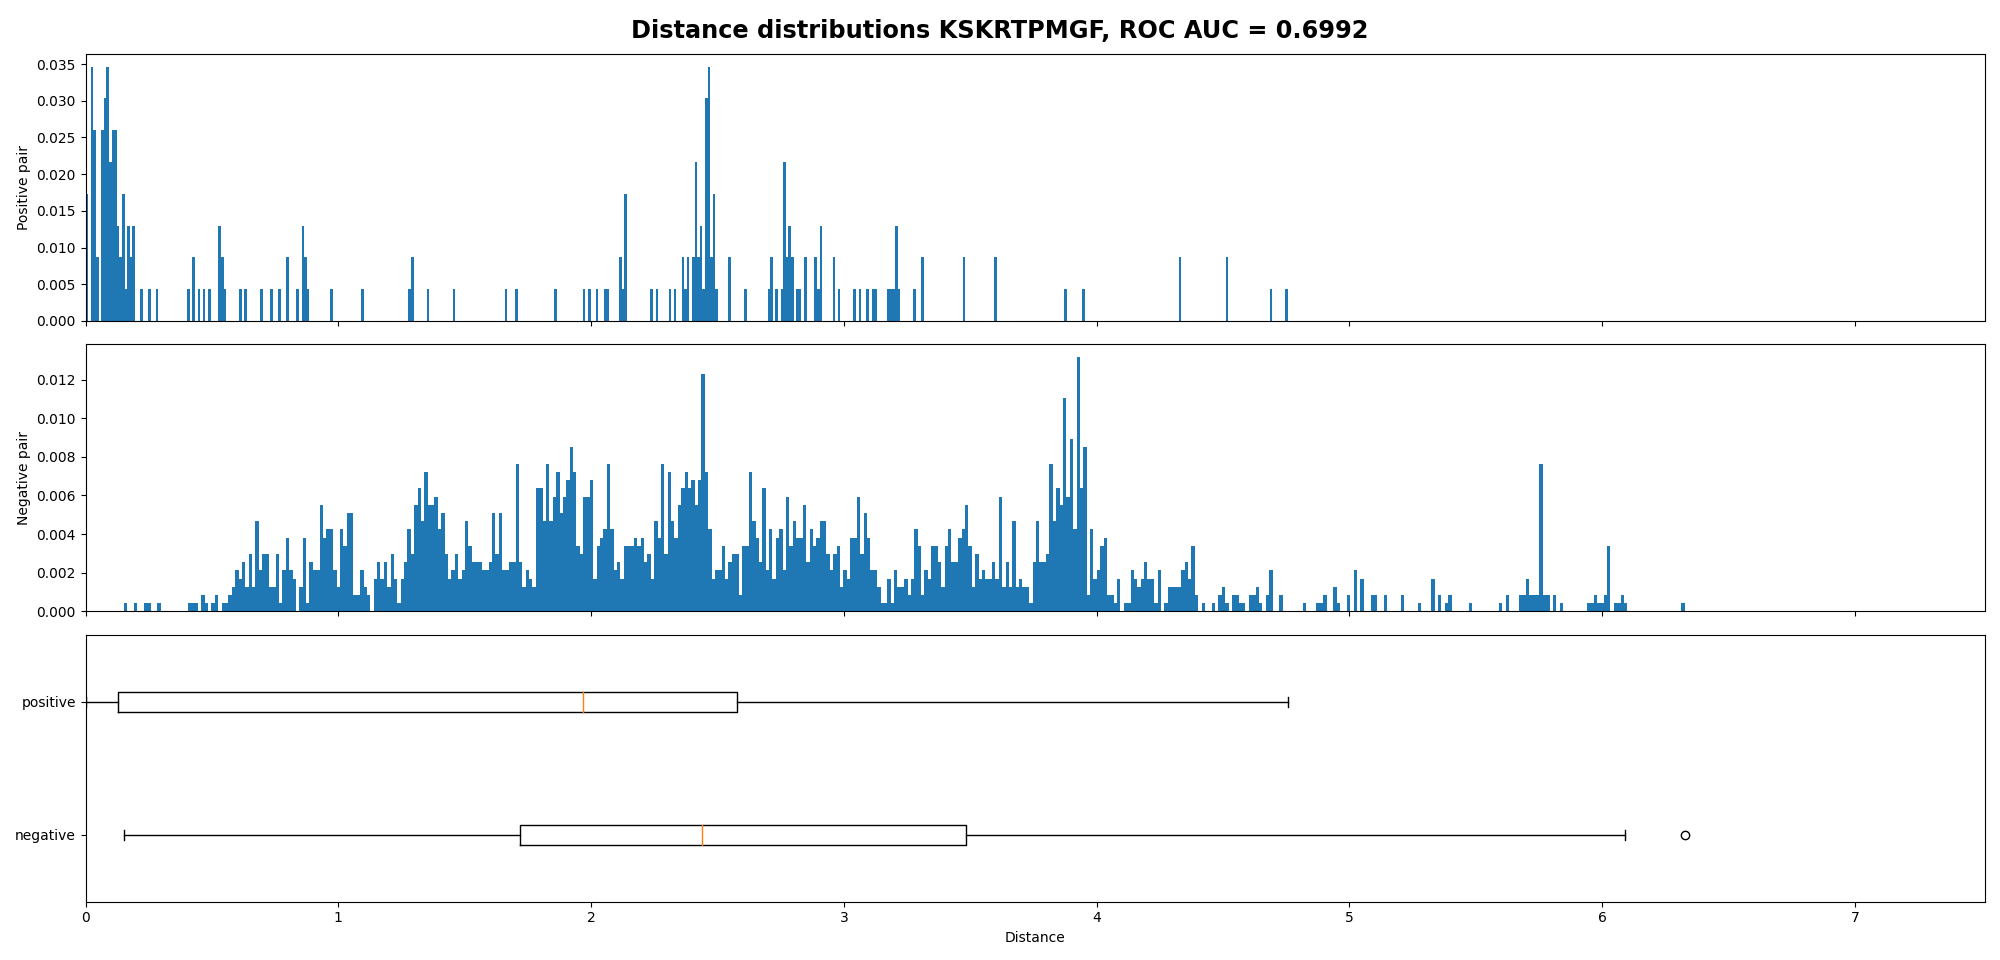 Distance distributions KSKRTPMGF, ROC AUC = 0.6992
0.035
0.030
0.025
0.020
0.015
0.010
0.005
0.000
Positive pair
0.012
0.010
0.008
0.006
0.004
0.002
0.000
Negative pair
positive
negative
0 1 2 3 4 5 6 7
Distance